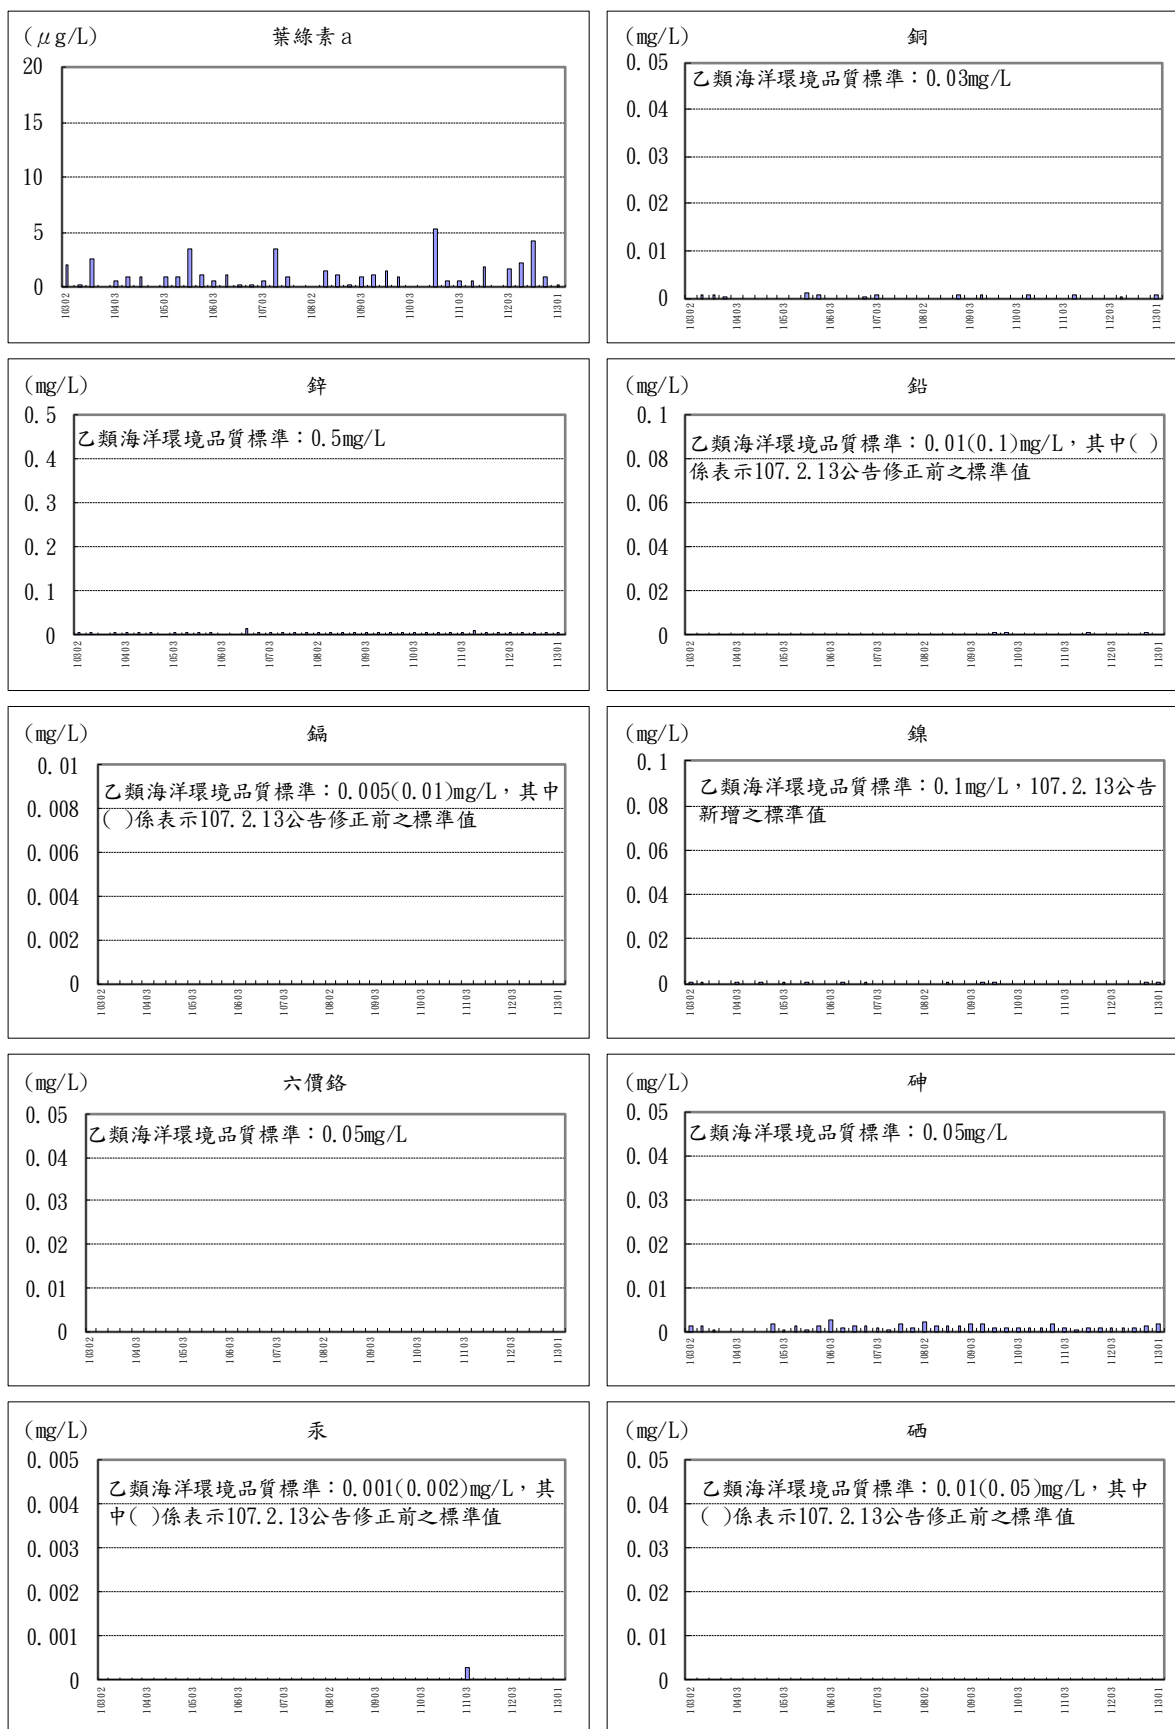 (μg/L) 葉綠素a
20
15
10
5
0
10302 10403 10503 10603 10703 10802 10903 11003 11103 11203 11301
(mg/L) 銅
0.05
乙類海洋環境品質標準：0.03mg/L
0.04
0.03
0.02
0.01
0
10302 10403 10503 10603 10703 10802 10903 11003 11103 11203 11301
(mg/L) 鋅
0.5
乙類海洋環境品質標準：0.5mg/L
0.4
0.3
0.2
0.1
0
10302 10403 10503 10603 10703 10802 10903 11003 11103 11203 11301
(mg/L) 鉛
0.1
乙類海洋環境品質標準：0.01(0.1)mg/L，其中( )
係表示107.2.13公告修正前之標準值
0.08
0.06
0.04
0.02
0
10302 10403 10503 10603 10703 10802 10903 11003 11103 11203 11301
(mg/L) 鎘
0.01
乙類海洋環境品質標準：0.005(0.01)mg/L，其中
( )係表示107.2.13公告修正前之標準值
0.008
0.006
0.004
0.002
0
10302 10403 10503 10603 10703 10802 10903 11003 11103 11203 11301
(mg/L) 鎳
0.1
乙類海洋環境品質標準：0.1mg/L，107.2.13公告
新增之標準值
0.08
0.06
0.04
0.02
0
10302 10403 10503 10603 10703 10802 10903 11003 11103 11203 11301
(mg/L) 六價鉻
0.05
乙類海洋環境品質標準：0.05mg/L
0.04
0.03
0.02
0.01
0
10302 10403 10503 10603 10703 10802 10903 11003 11103 11203 11301
(mg/L) 砷
0.05
乙類海洋環境品質標準：0.05mg/L
0.04
0.03
0.02
0.01
0
10302 10403 10503 10603 10703 10802 10903 11003 11103 11203 11301
(mg/L) 汞
0.005
乙類海洋環境品質標準：0.001(0.002)mg/L，其
中( )係表示107.2.13公告修正前之標準值
0.004
0.003
0.002
0.001
0
10302 10403 10503 10603 10703 10802 10903 11003 11103 11203 11301
(mg/L) 硒
0.05
乙類海洋環境品質標準：0.01(0.05)mg/L，其中
( )係表示107.2.13公告修正前之標準值
0.04
0.03
0.02
0.01
0
10302 10403 10503 10603 10703 10802 10903 11003 11103 11203 11301